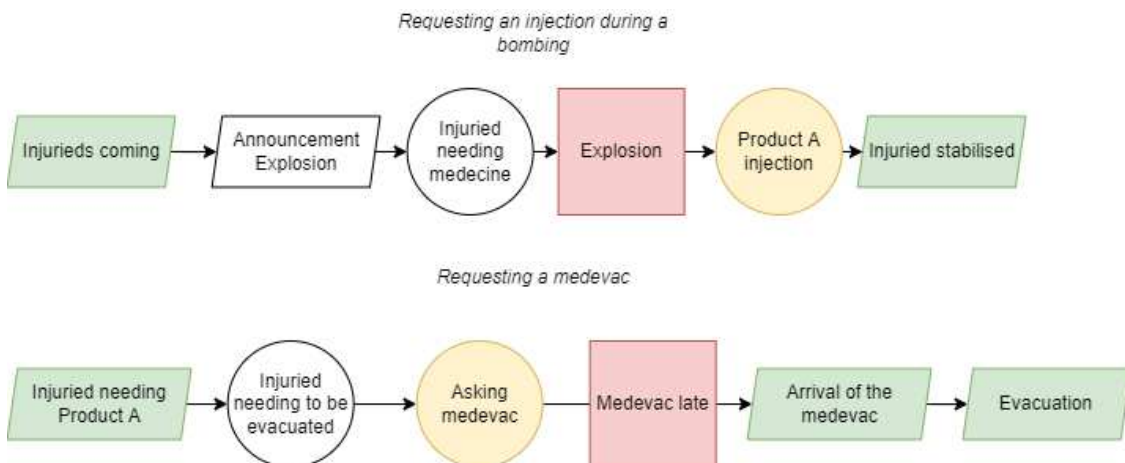 Requesting an injection during a
bombing
Injurieds coming
Announcement
Explosion
Injuried
needing
medecine
Explosion
Product A
injection
Injuried stabilised
Requesting a medevac
Injuried needing
Product A
Injuried
needing to be
evacuated
Asking
medevac
Medevac late
Arrival of the
medevac
Evacuation